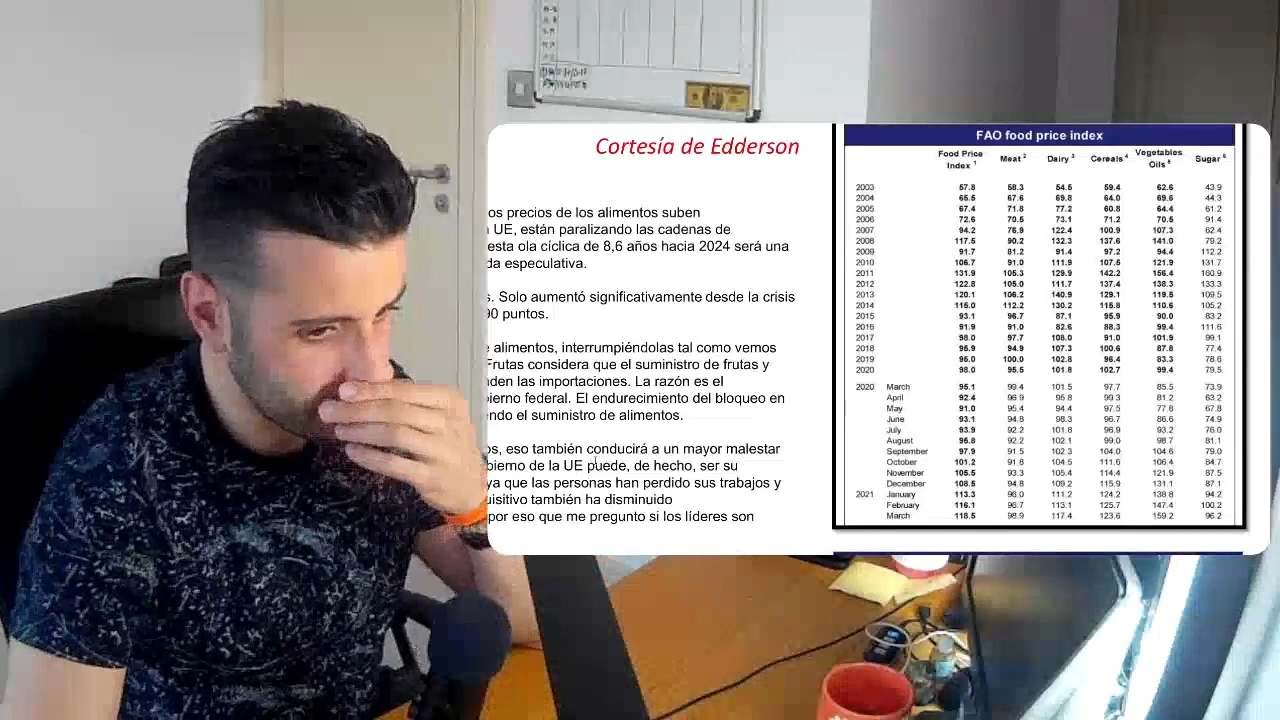 Cortesía de Edderson
os precios de los alimentos suben
UE, están paralizando las cadenas de
esta ola cíclica de 8,6 años hacia 2024 será una
da especulativa.
s. Solo aumentó significativamente desde la crisis
90 puntos.
alimentos, interrumpiéndolas tal como vemos
Frutas considera que el suministro de frutas y
nden las importaciones. La razón es el
bierno federal. El endurecimiento del bloqueo en
endo el suministro de alimentos.
os, eso también conducirá a un mayor malestar
bierno de la UE puede, de hecho, ser su
ya que las personas han perdido sus trabajos y
uisitivo también ha disminuido
por eso que me pregunto si los líderes son
FAO food price index
Food Price Index 1 Meat 2 Dairy 3 Cereals 4 Vegetables Oils 5 Sugar 6
2003 57.8 58.3 54.5 59.4 62.6 43.9
2004 65.5 67.6 69.8 64.0 69.6 44.3
2005 67.4 71.8 77.2 60.8 64.4 61.2
2006 72.6 70.5 73.1 71.2 70.5 91.4
2007 94.2 76.9 122.4 100.9 107.3 62.4
2008 117.5 90.2 132.3 137.6 141.0 79.2
2009 91.7 81.2 91.4 97.2 94.4 112.2
2010 106.7 91.0 111.9 107.5 121.9 131.7
2011 131.9 105.3 129.9 142.2 156.4 160.9
2012 122.8 105.0 111.7 137.4 138.3 133.3
2013 120.1 106.2 140.9 129.1 119.5 109.5
2014 115.0 112.2 130.2 115.8 110.6 105.2
2015 93.1 96.7 87.1 95.9 90.0 83.2
2016 91.9 91.0 82.6 88.3 99.4 111.6
2017 98.0 97.7 108.0 91.0 101.9 99.1
2018 95.9 94.9 107.3 100.6 87.8 77.4
2019 95.0 100.0 102.8 96.4 83.3 78.6
2020 98.0 95.5 101.8 102.7 99.4 79.5
2020 March 95.1 99.4 101.5 97.7 85.5 73.9
April 92.4 96.9 95.8 99.3 81.2 63.2
May 91.0 95.4 94.4 97.5 77.8 67.8
June 93.1 94.8 98.3 96.7 86.6 74.9
July 93.9 92.2 101.8 96.9 93.2 76.0
August 95.8 92.2 102.1 99.0 98.7 81.1
September 97.9 91.5 102.3 104.0 104.6 79.0
October 101.2 91.8 104.5 111.6 106.4 84.7
November 105.5 93.3 105.4 114.4 121.9 87.5
December 108.5 94.8 109.2 115.9 131.1 87.1
2021 January 113.3 96.0 111.2 124.2 138.8 94.2
February 116.1 96.7 113.1 125.7 147.4 100.2
March 118.5 98.9 117.4 123.6 159.2 96.2